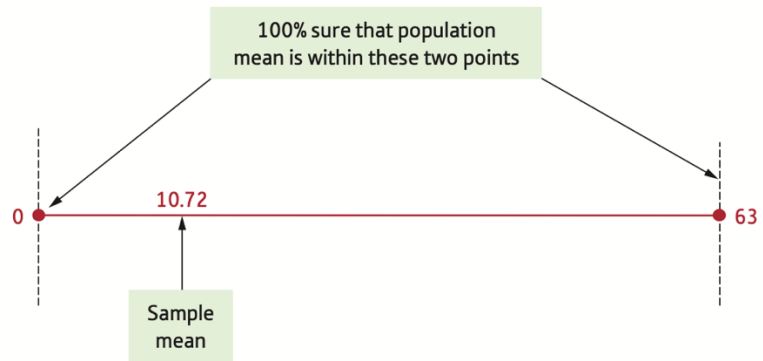 100% sure that population
mean is within these two points
10.72
0
63
Sample
mean